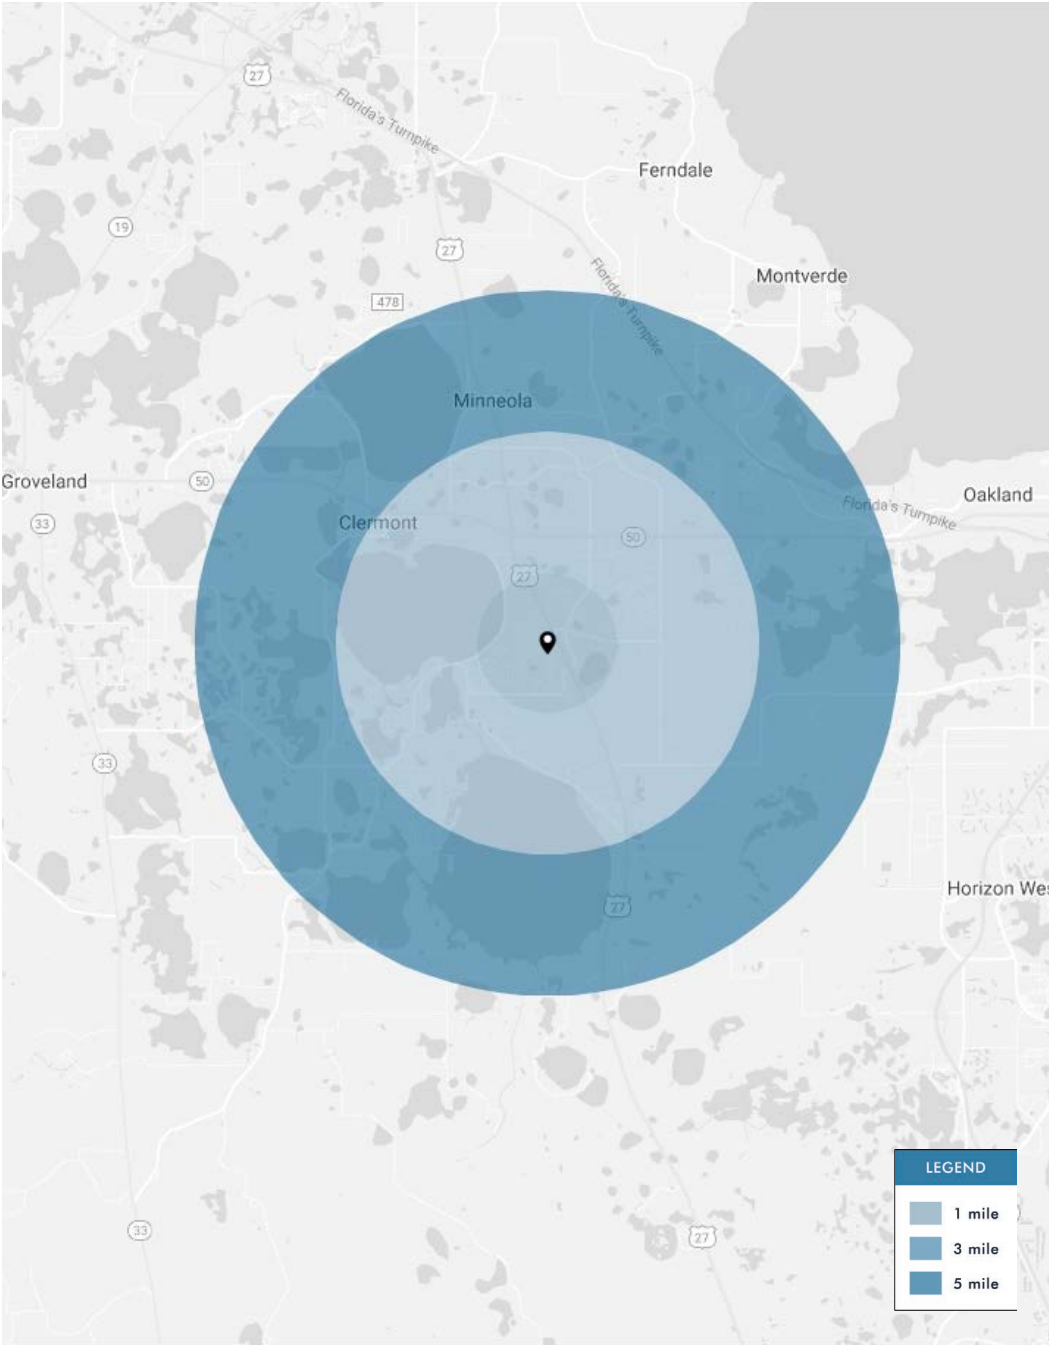 27
Florida's Turnpike
Ferndale
19
27
Florida's Turnpike
Montverde
478
Minneola
Groveland
50
Oakland
33
Clermont
Florida's Turnpike
50
27
33
Horizon Wes
27
LEGEND
1 mile
3 mile
5 mile
33
27